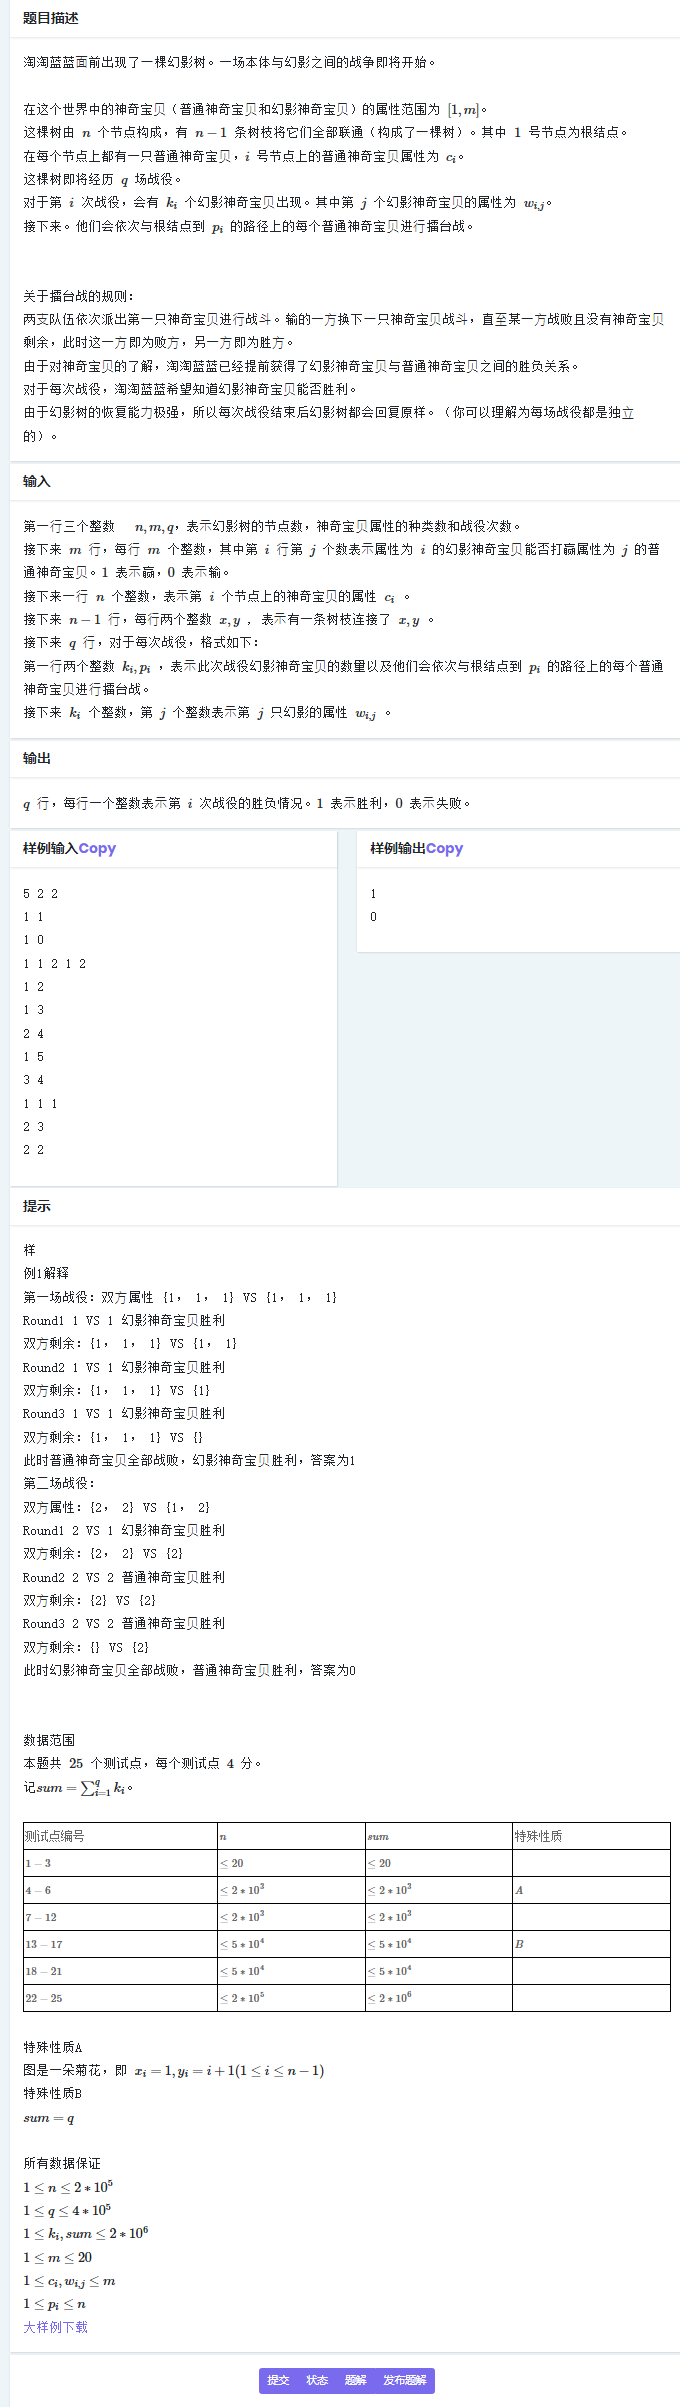 题目描述
淘淘蓝蓝面前出现了一棵幻影树。一场本体与幻影之间的战争即将开始。
在这个世界中的神奇宝贝（普通神奇宝贝和幻影神奇宝贝）的属性范围为 [1, m]。
这棵树由 n 个节点构成，有 n − 1 条树枝将它们全部联通（构成了一棵树）。其中 1 号节点为根结点。
在每个节点上都有一只普通神奇宝贝，i 号节点上的普通神奇宝贝属性为 c_i。
这棵树即将经历 q 场战役。
对于第 i 次战役，会有 k_i 个幻影神奇宝贝出现。其中第 j 个幻影神奇宝贝的属性为 w_{i,j}。
接下来。他们会依次与根结点到 p_i 的路径上的每个普通神奇宝贝进行擂台战。
关于擂台战的规则：
两支队伍依次派出第一只神奇宝贝进行战斗。输的一方换下一只神奇宝贝战斗，直至某一方战败且没有神奇宝贝
剩余，此时这一方即为败方，另一方即为胜方。
由于对神奇宝贝的了解，淘淘蓝蓝已经提前获得了幻影神奇宝贝与普通神奇宝贝之间的胜负关系。
对于每次战役，淘淘蓝蓝希望知道幻影神奇宝贝能否胜利。
由于幻影树的恢复能力极强，所以每次战役结束后幻影树都会回复原样。（你可以理解为每场战役都是独立
的）。
输入
第一行三个整数 n, m, q，表示幻影树的节点数，神奇宝贝属性的种类数和战役次数。
接下来 m 行，每行 m 个整数，其中第 i 行第 j 个数表示属性为 i 的幻影神奇宝贝能否打赢属性为 j 的普
通神奇宝贝。1 表示赢，0 表示输。
接下来一行 n 个整数，表示第 i 个节点上的神奇宝贝的属性 c_i 。
接下来 n − 1 行，每行两个整数 x, y ，表示有一条树枝连接了 x, y 。
接下来 q 行，对于每次战役，格式如下：
第一行两个整数 k_i, p_i ，表示此次战役幻影神奇宝贝的数量以及他们会依次与根结点到 p_i 的路径上的每个普通
神奇宝贝进行擂台战。
接下来 k_i 个整数，第 j 个整数表示第 j 只幻影的属性 w_{i,j} 。
输出
q 行，每行一个整数表示第 i 次战役的胜负情况。1 表示胜利，0 表示失败。
样例输入Copy
5 2 2
1 1
1 0
1 1 2 1 2
1 2
1 3
2 4
1 5
3 4
1 1 1
2 3
2 2
样例输出Copy
1
0
提示
样
例1解释
第一场战役：双方属性 {1， 1， 1} VS {1， 1， 1}
Round1 1 VS 1 幻影神奇宝贝胜利
双方剩余：{1， 1， 1} VS {1， 1}
Round2 1 VS 1 幻影神奇宝贝胜利
双方剩余：{1， 1， 1} VS {1}
Round3 1 VS 1 幻影神奇宝贝胜利
双方剩余：{1， 1， 1} VS {}
此时普通神奇宝贝全部战败，幻影神奇宝贝胜利，答案为1
第二场战役：
双方属性：{2， 2} VS {1， 2}
Round1 2 VS 1 幻影神奇宝贝胜利
双方剩余：{2， 2} VS {2}
Round2 2 VS 2 普通神奇宝贝胜利
双方剩余：{2} VS {2}
Round3 2 VS 2 普通神奇宝贝胜利
双方剩余：{} VS {2}
此时幻影神奇宝贝全部战败，普通神奇宝贝胜利，答案为0
数据范围
本题共 25 个测试点，每个测试点 4 分。
记sum = ∑_{i=1}^{q} k_i。
测试点编号 n sum 特殊性质
1 − 3 ≤ 20 ≤ 20
4 − 6 ≤ 2 * 10^3 ≤ 2 * 10^3 A
7 − 12 ≤ 2 * 10^3 ≤ 2 * 10^3
13 − 17 ≤ 5 * 10^4 ≤ 5 * 10^4 B
18 − 21 ≤ 5 * 10^4 ≤ 5 * 10^4
22 − 25 ≤ 2 * 10^5 ≤ 2 * 10^6
特殊性质A
图是一朵菊花，即 x_i = 1, y_i = i + 1(1 ≤ i ≤ n − 1)
特殊性质B
sum = q
所有数据保证
1 ≤ n ≤ 2 * 10^5
1 ≤ q ≤ 4 * 10^5
1 ≤ k_i, sum ≤ 2 * 10^6
1 ≤ m ≤ 20
1 ≤ c_i, w_{i,j} ≤ m
1 ≤ p_i ≤ n
大样例下载
提交 状态 题解 发布题解